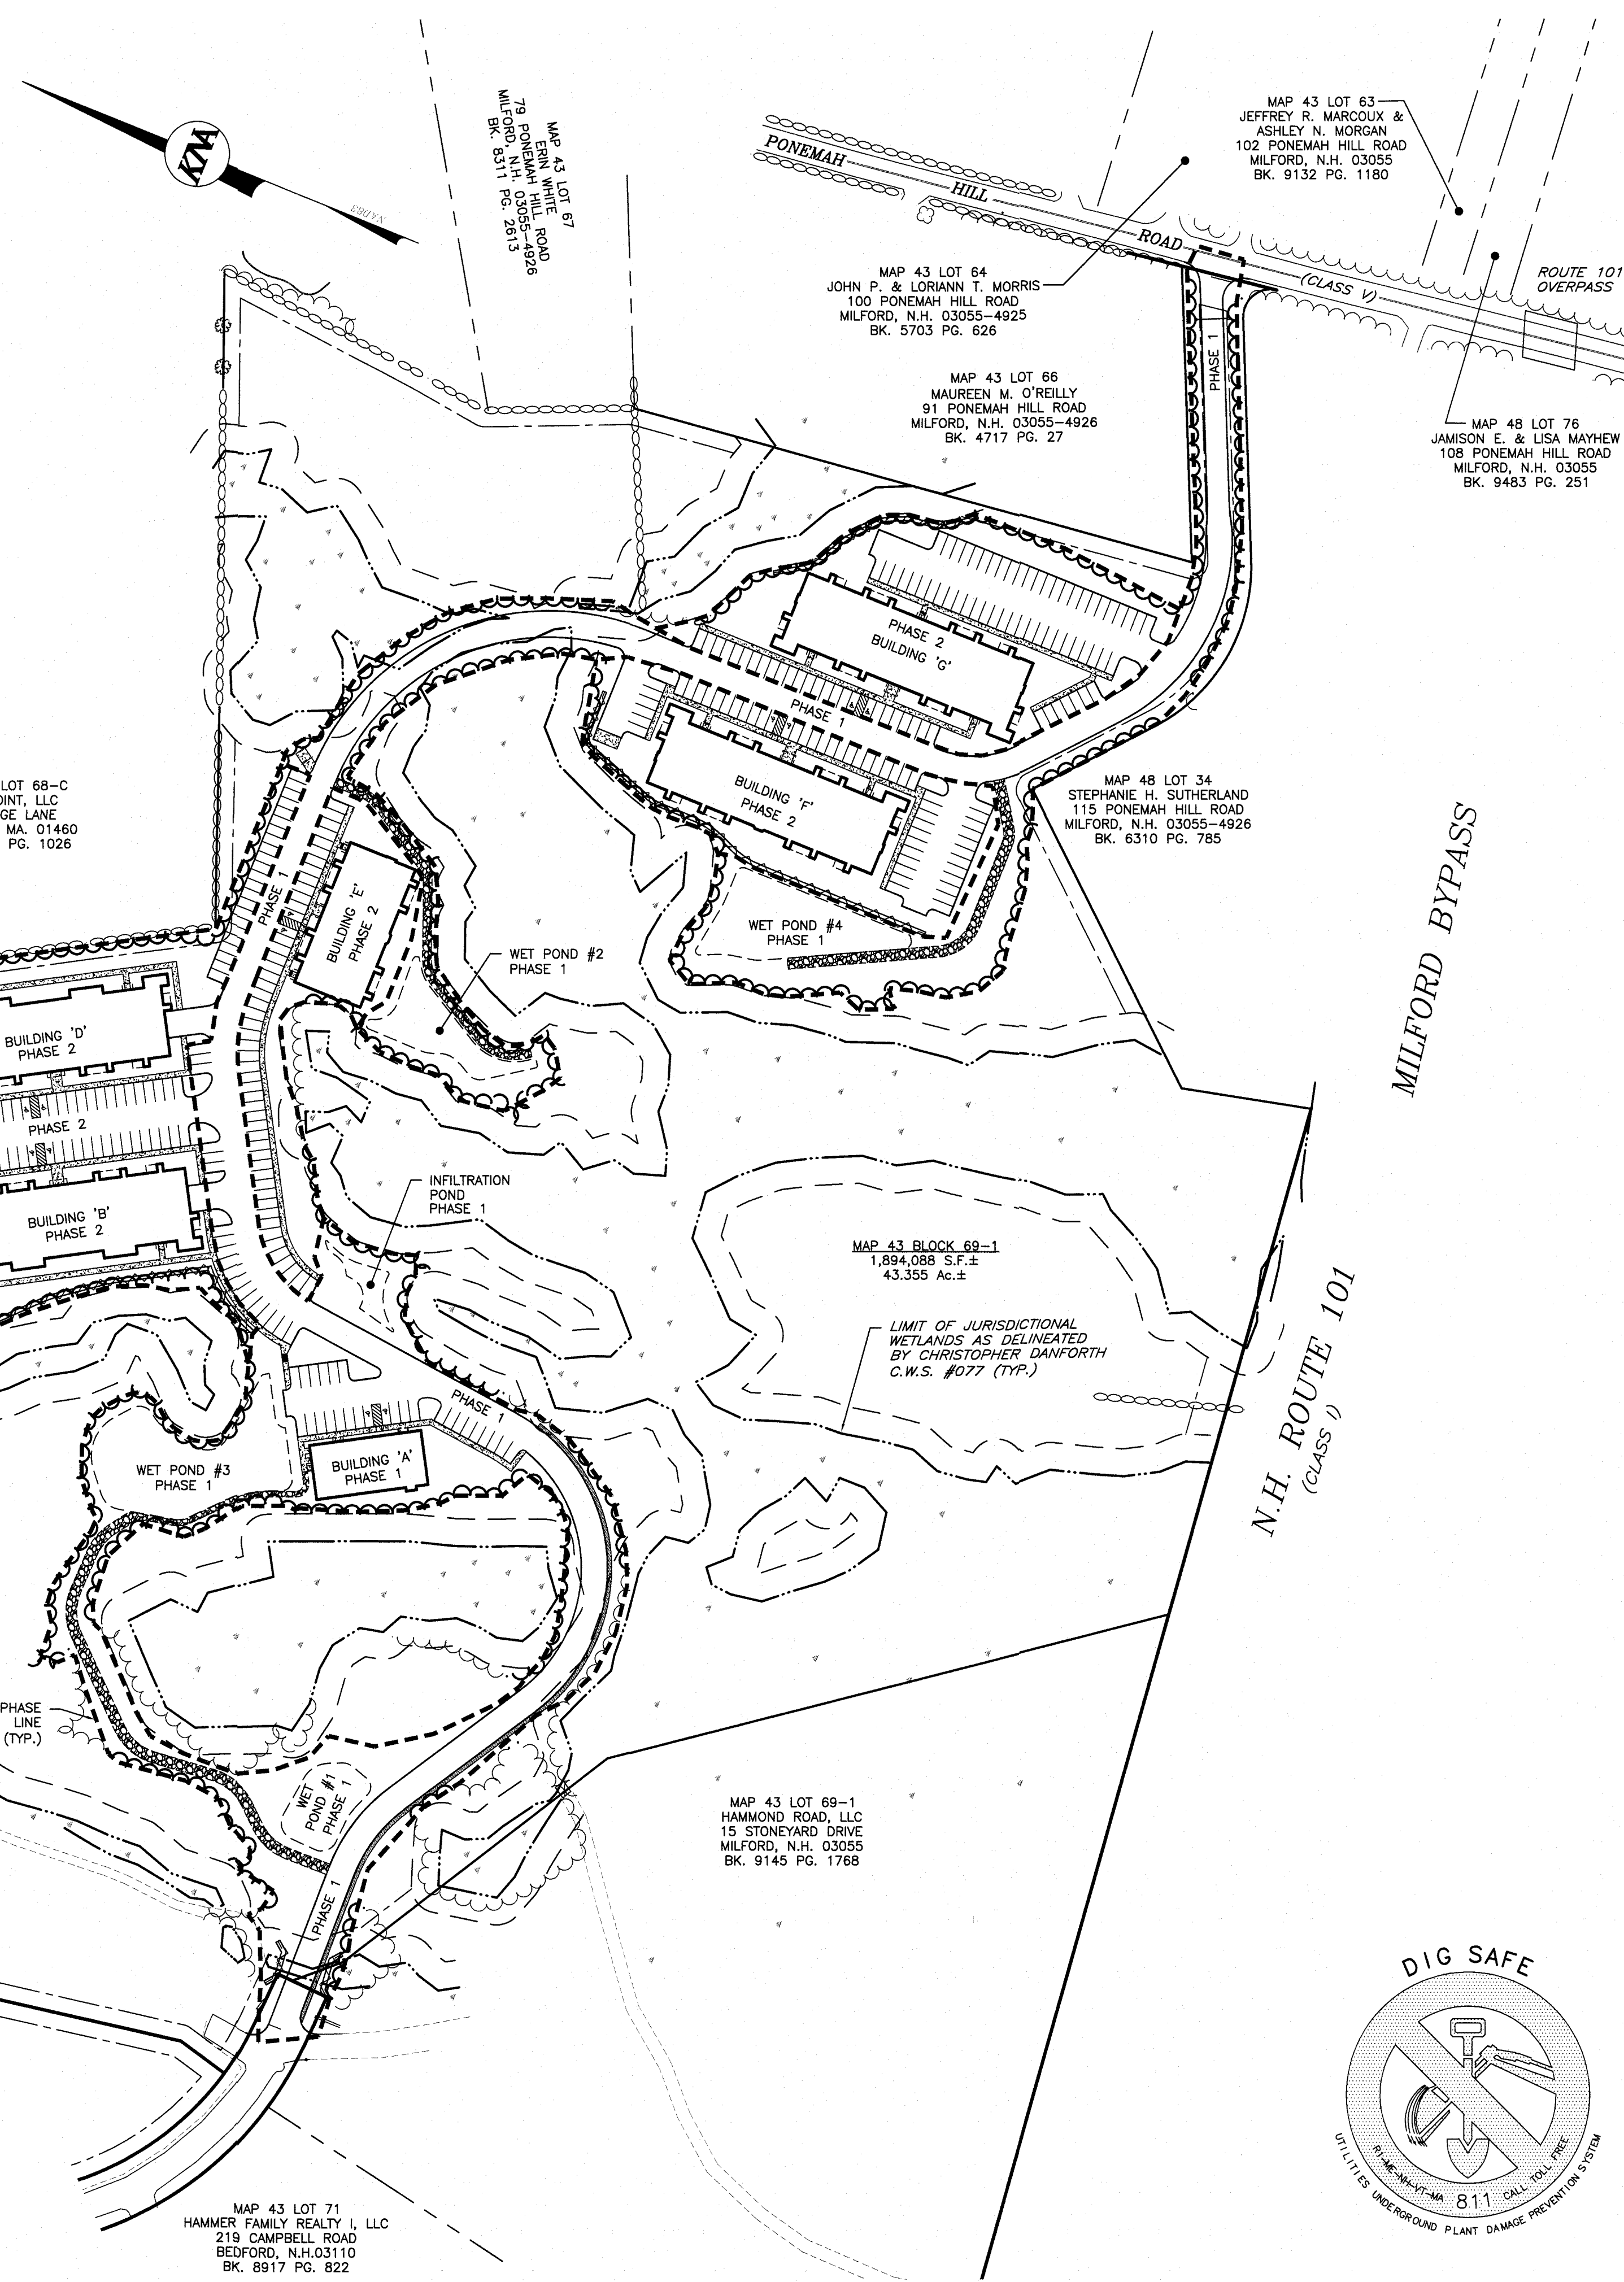 KNA
NAD83
MAP 43 LOT 67
ERIN WHITE
79 PONEMAH HILL ROAD
MILFORD, N.H. 03055-4926
BK. 8311 PG. 2613
PONEMAH HILL ROAD (CLASS V)
MAP 43 LOT 63
JEFFREY R. MARCOUX &
ASHLEY N. MORGAN
102 PONEMAH HILL ROAD
MILFORD, N.H. 03055
BK. 9132 PG. 1180
ROUTE 101
OVERPASS
MAP 43 LOT 64
JOHN P. & LORIANN T. MORRIS
100 PONEMAH HILL ROAD
MILFORD, N.H. 03055-4925
BK. 5703 PG. 626
PHASE 1
MAP 43 LOT 66
MAUREEN M. O'REILLY
91 PONEMAH HILL ROAD
MILFORD, N.H. 03055-4926
BK. 4717 PG. 27
MAP 48 LOT 76
JAMISON E. & LISA MAYHEW
108 PONEMAH HILL ROAD
MILFORD, N.H. 03055
BK. 9483 PG. 251
PHASE 2
BUILDING 'G'
PHASE 1
BUILDING 'F'
PHASE 2
LOT 68-C
OINT, LLC
GE LANE
MA. 01460
PG. 1026
MAP 48 LOT 34
STEPHANIE H. SUTHERLAND
115 PONEMAH HILL ROAD
MILFORD, N.H. 03055-4926
BK. 6310 PG. 785
MILFORD BYPASS
PHASE 1
BUILDING 'E'
PHASE 2
WET POND #4
PHASE 1
WET POND #2
PHASE 1
BUILDING 'D'
PHASE 2
PHASE 2
BUILDING 'B'
PHASE 2
INFILTRATION
POND
PHASE 1
MAP 43 BLOCK 69-1
1,894,088 S.F.±
43.355 Ac.±
LIMIT OF JURISDICTIONAL
WETLANDS AS DELINEATED
BY CHRISTOPHER DANFORTH
C.W.S. #077 (TYP.)
N.H. ROUTE 101
(CLASS I)
PHASE 1
WET POND #3
PHASE 1
BUILDING 'A'
PHASE 1
PHASE
LINE
(TYP.)
WET
POND #1
PHASE 1
MAP 43 LOT 69-1
HAMMOND ROAD, LLC
15 STONEYARD DRIVE
MILFORD, N.H. 03055
BK. 9145 PG. 1768
PHASE 1
DIG SAFE
RI-ME-NH-VT-MA 811 CALL TOLL FREE
UTILITIES UNDERGROUND PLANT DAMAGE PREVENTION SYSTEM
MAP 43 LOT 71
HAMMER FAMILY REALTY I, LLC
219 CAMPBELL ROAD
BEDFORD, N.H.03110
BK. 8917 PG. 822